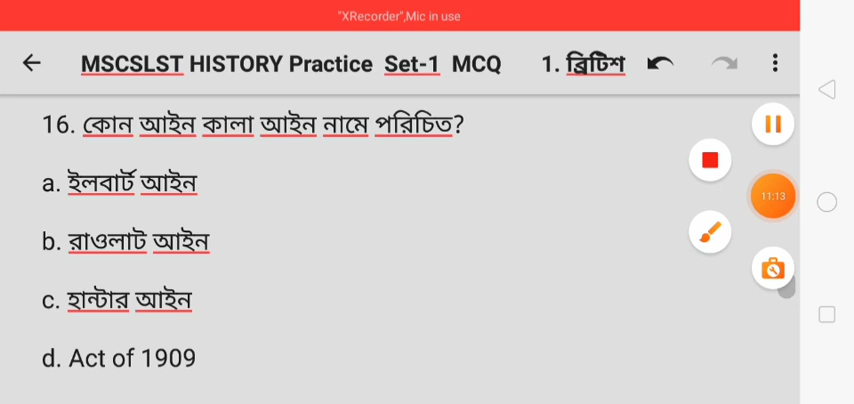 "XRecorder",Mic in use
MSCSLST HISTORY Practice Set-1 MCQ 1. ব্রিটিশ
16. কোন আইন কালা আইন নামে পরিচিত?
a. ইলবার্ট আইন
b. রাওলাট আইন
11:13
c. হান্টার আইন
d. Act of 1909